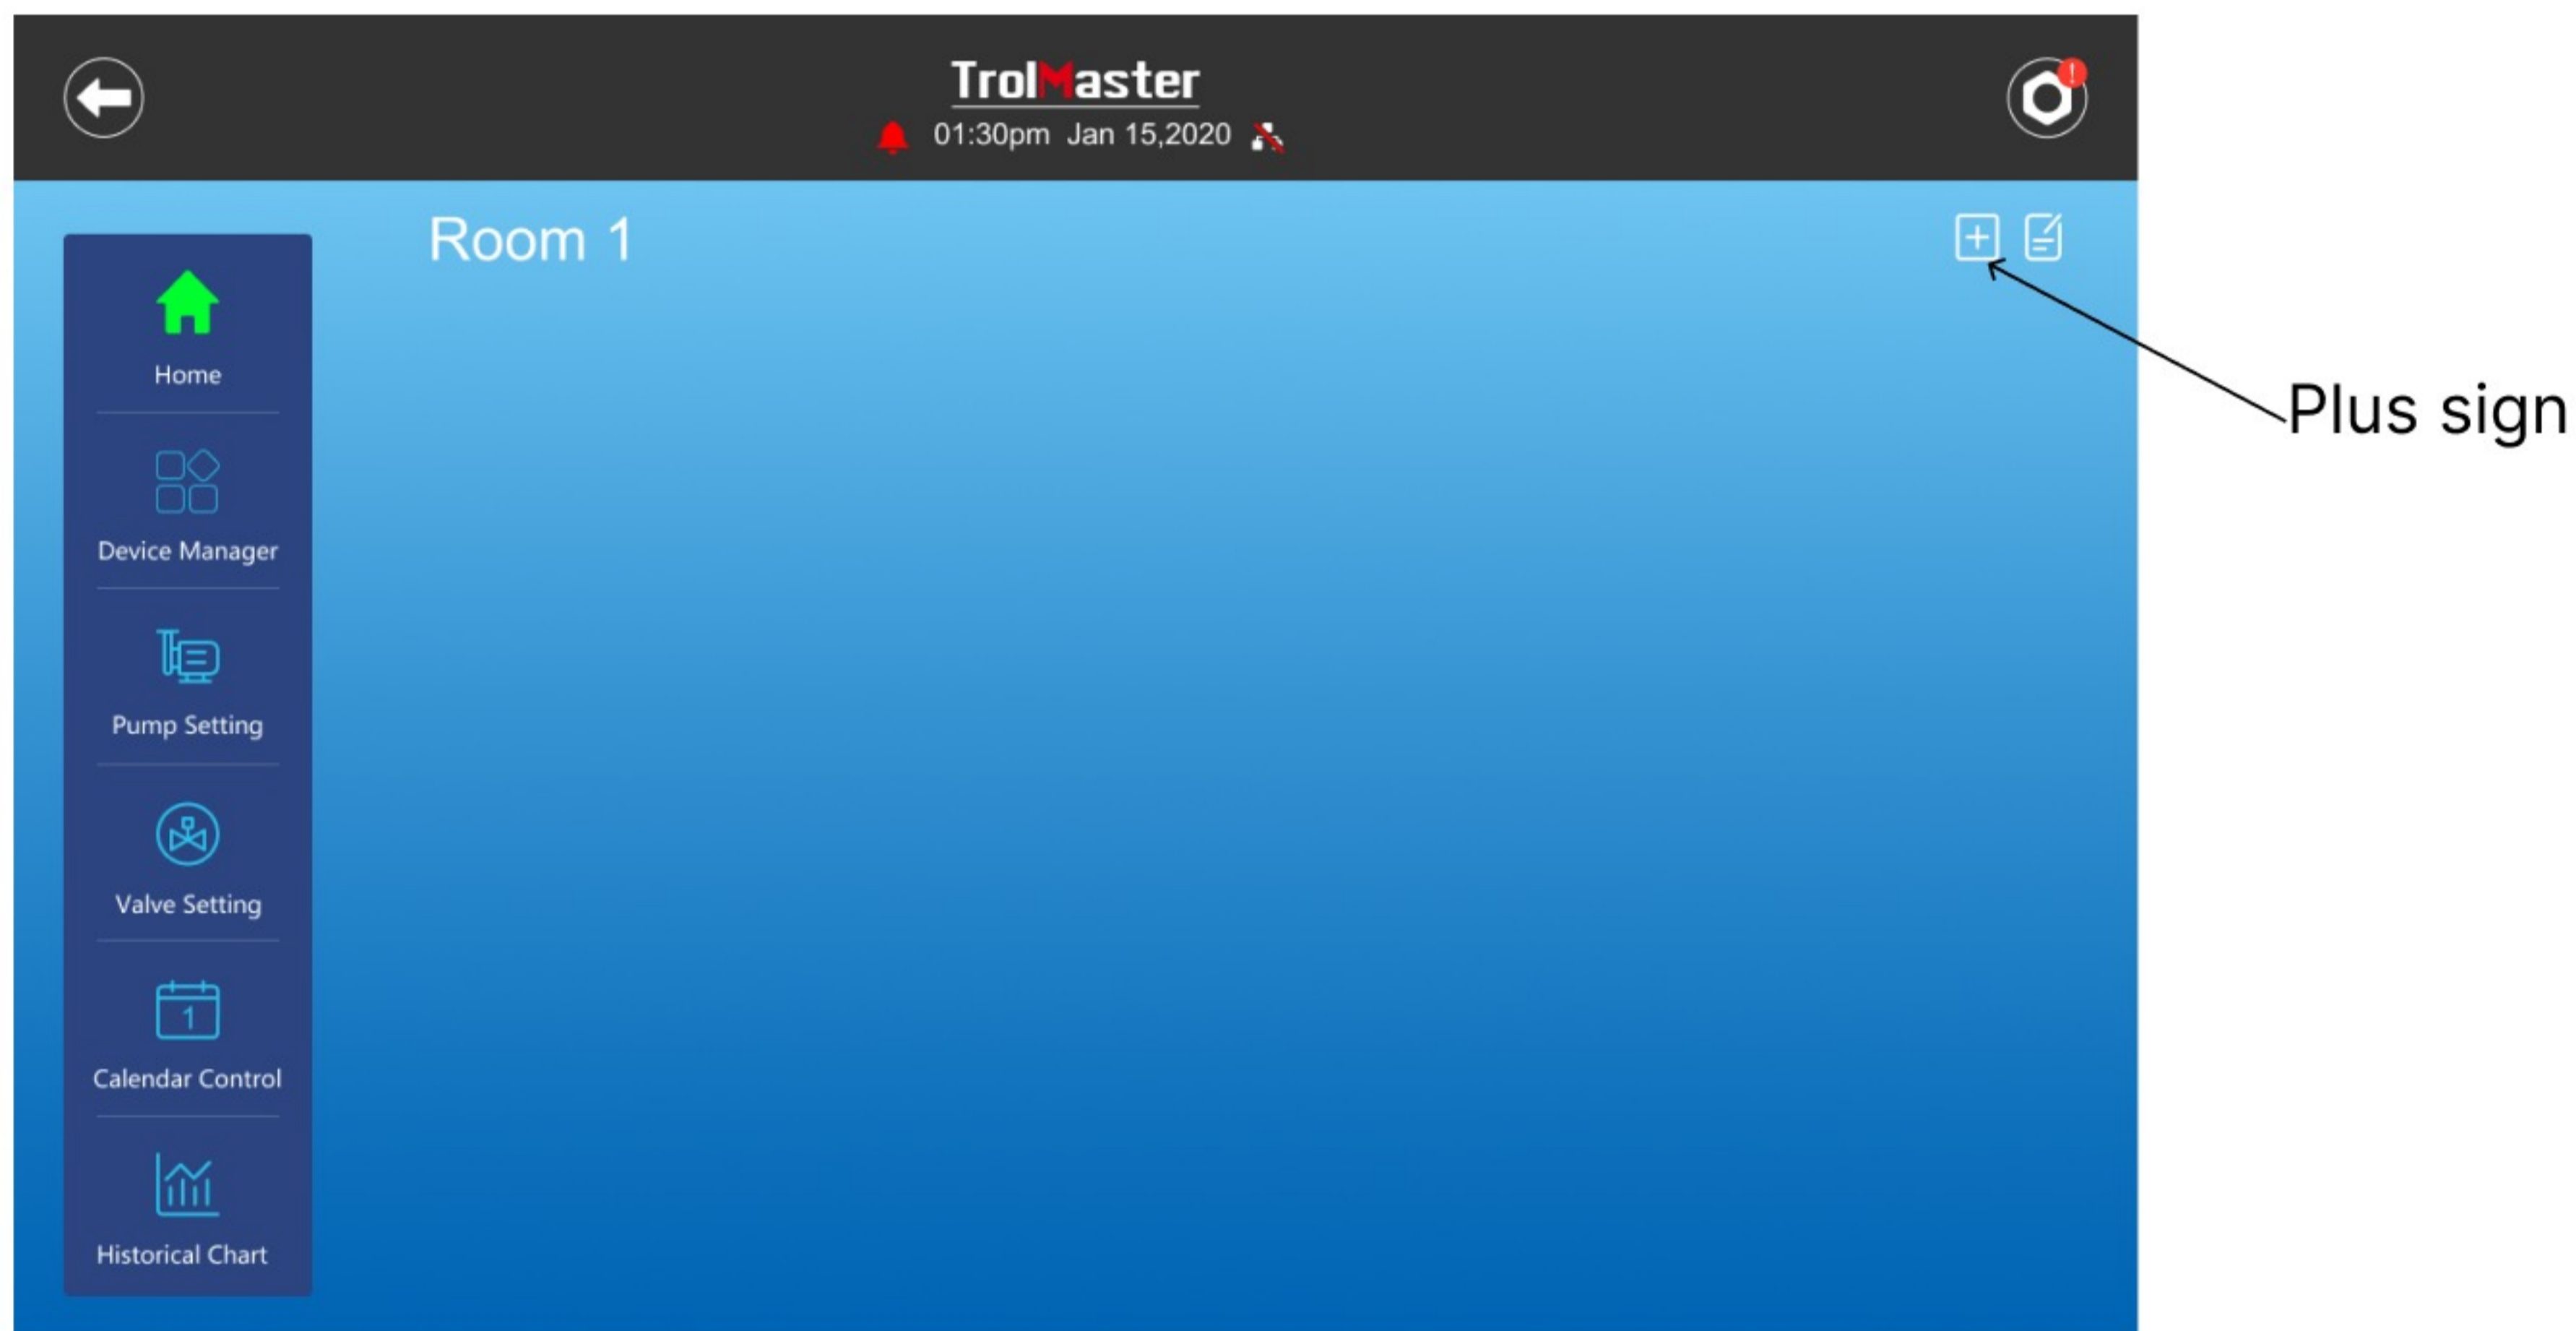 TrolMaster
01:30pm Jan 15,2020
Room 1
Home
Device Manager
Pump Setting
Valve Setting
1
Calendar Control
Historical Chart
Plus sign